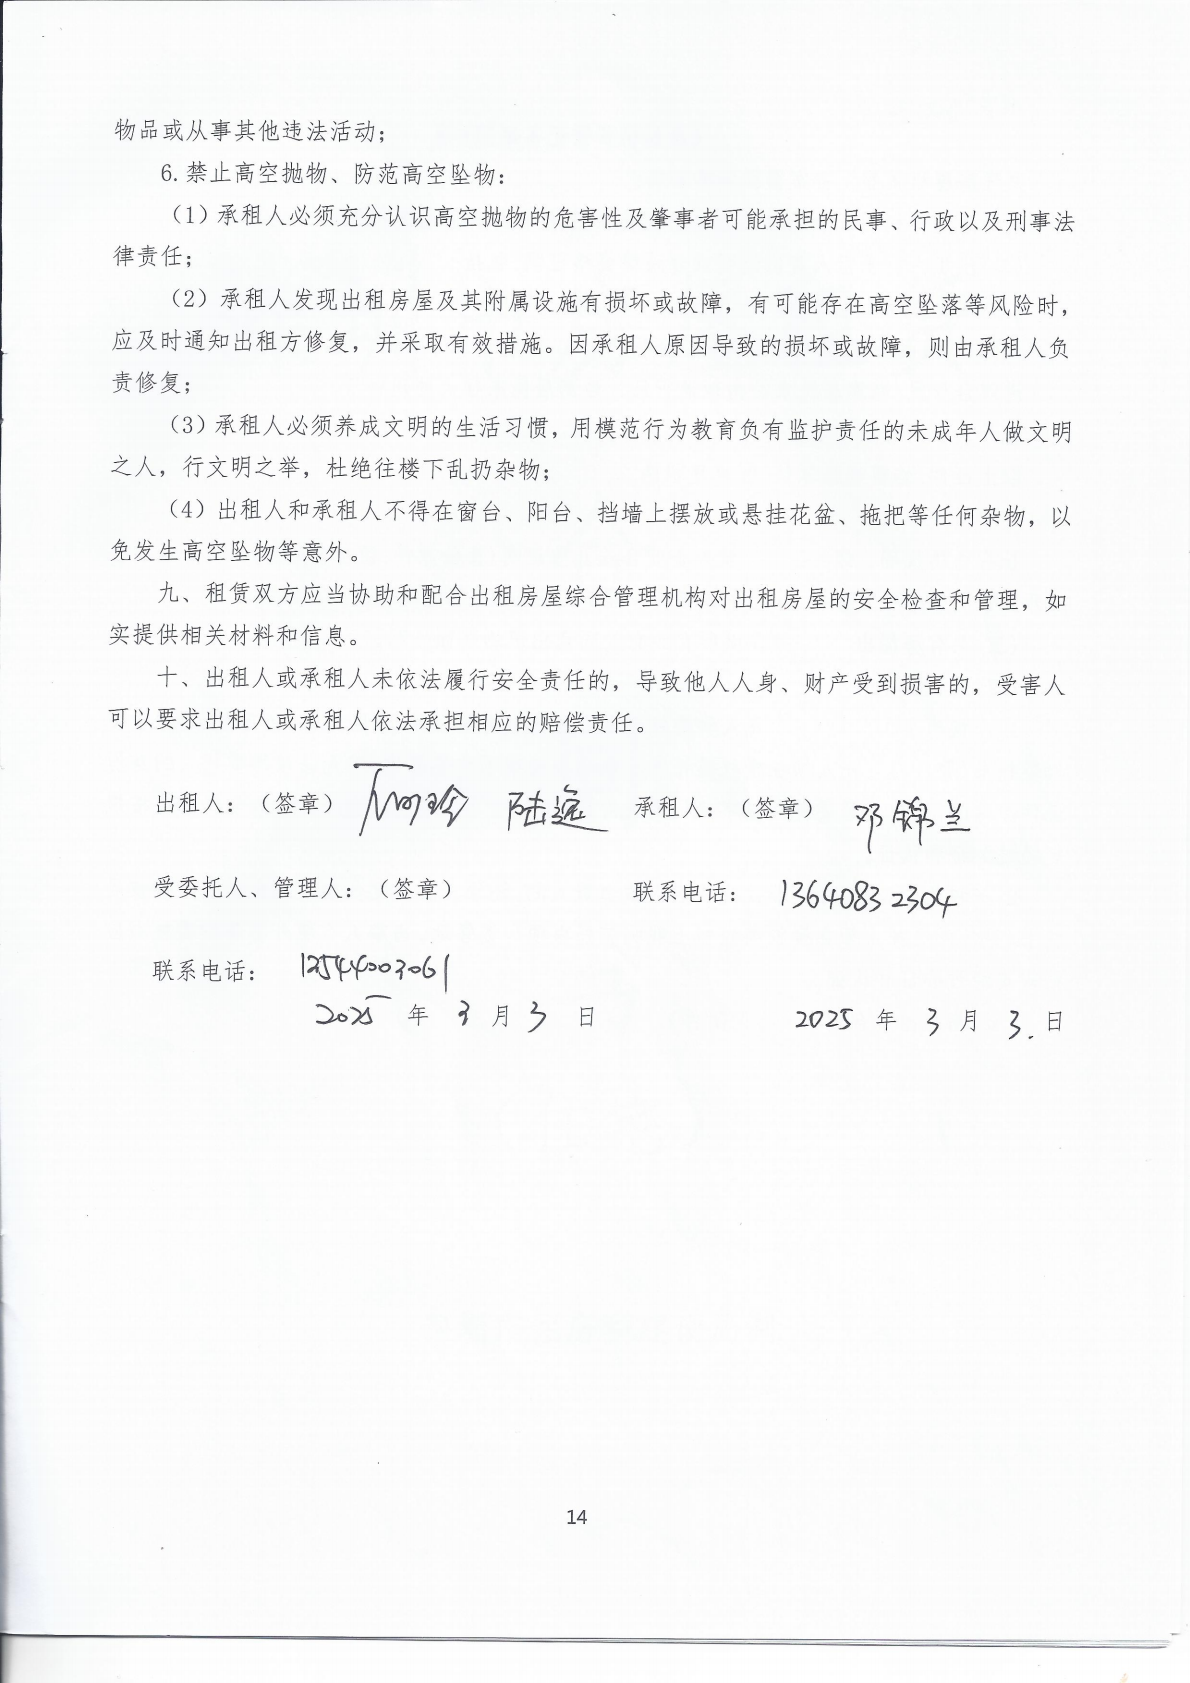 物品或从事其他违法活动；
6.禁止高空抛物、防范高空坠物：
（1）承租人必须充分认识高空抛物的危害性及肇事者可能承担的民事、行政以及刑事法
律责任；
（2）承租人发现出租房屋及其附属设施有损坏或故障，有可能存在高空坠落等风险时，
应及时通知出租方修复，并采取有效措施。因承租人原因导致的损坏或故障，则由承租人负
责修复；
（3）承租人必须养成文明的生活习惯，用模范行为教育负有监护责任的未成年人做文明
之人，行文明之举，杜绝往楼下乱扔杂物；
（4）出租人和承租人不得在窗台、阳台、挡墙上摆放或悬挂花盆、拖把等任何杂物，以
免发生高空坠物等意外。
九、租赁双方应当协助和配合出租房屋综合管理机构对出租房屋的安全检查和管理，如
实提供相关材料和信息。
十、出租人或承租人未依法履行安全责任的，导致他人人身、财产受到损害的，受害人
可以要求出租人或承租人依法承担相应的赔偿责任。
出租人：（签章） 陆逸 承租人：（签章） 邓锦兰
受委托人、管理人：（签章） 联系电话： 13640832304
联系电话：
2025 年 3 月 3 日 2025 年 3 月 3 日
14